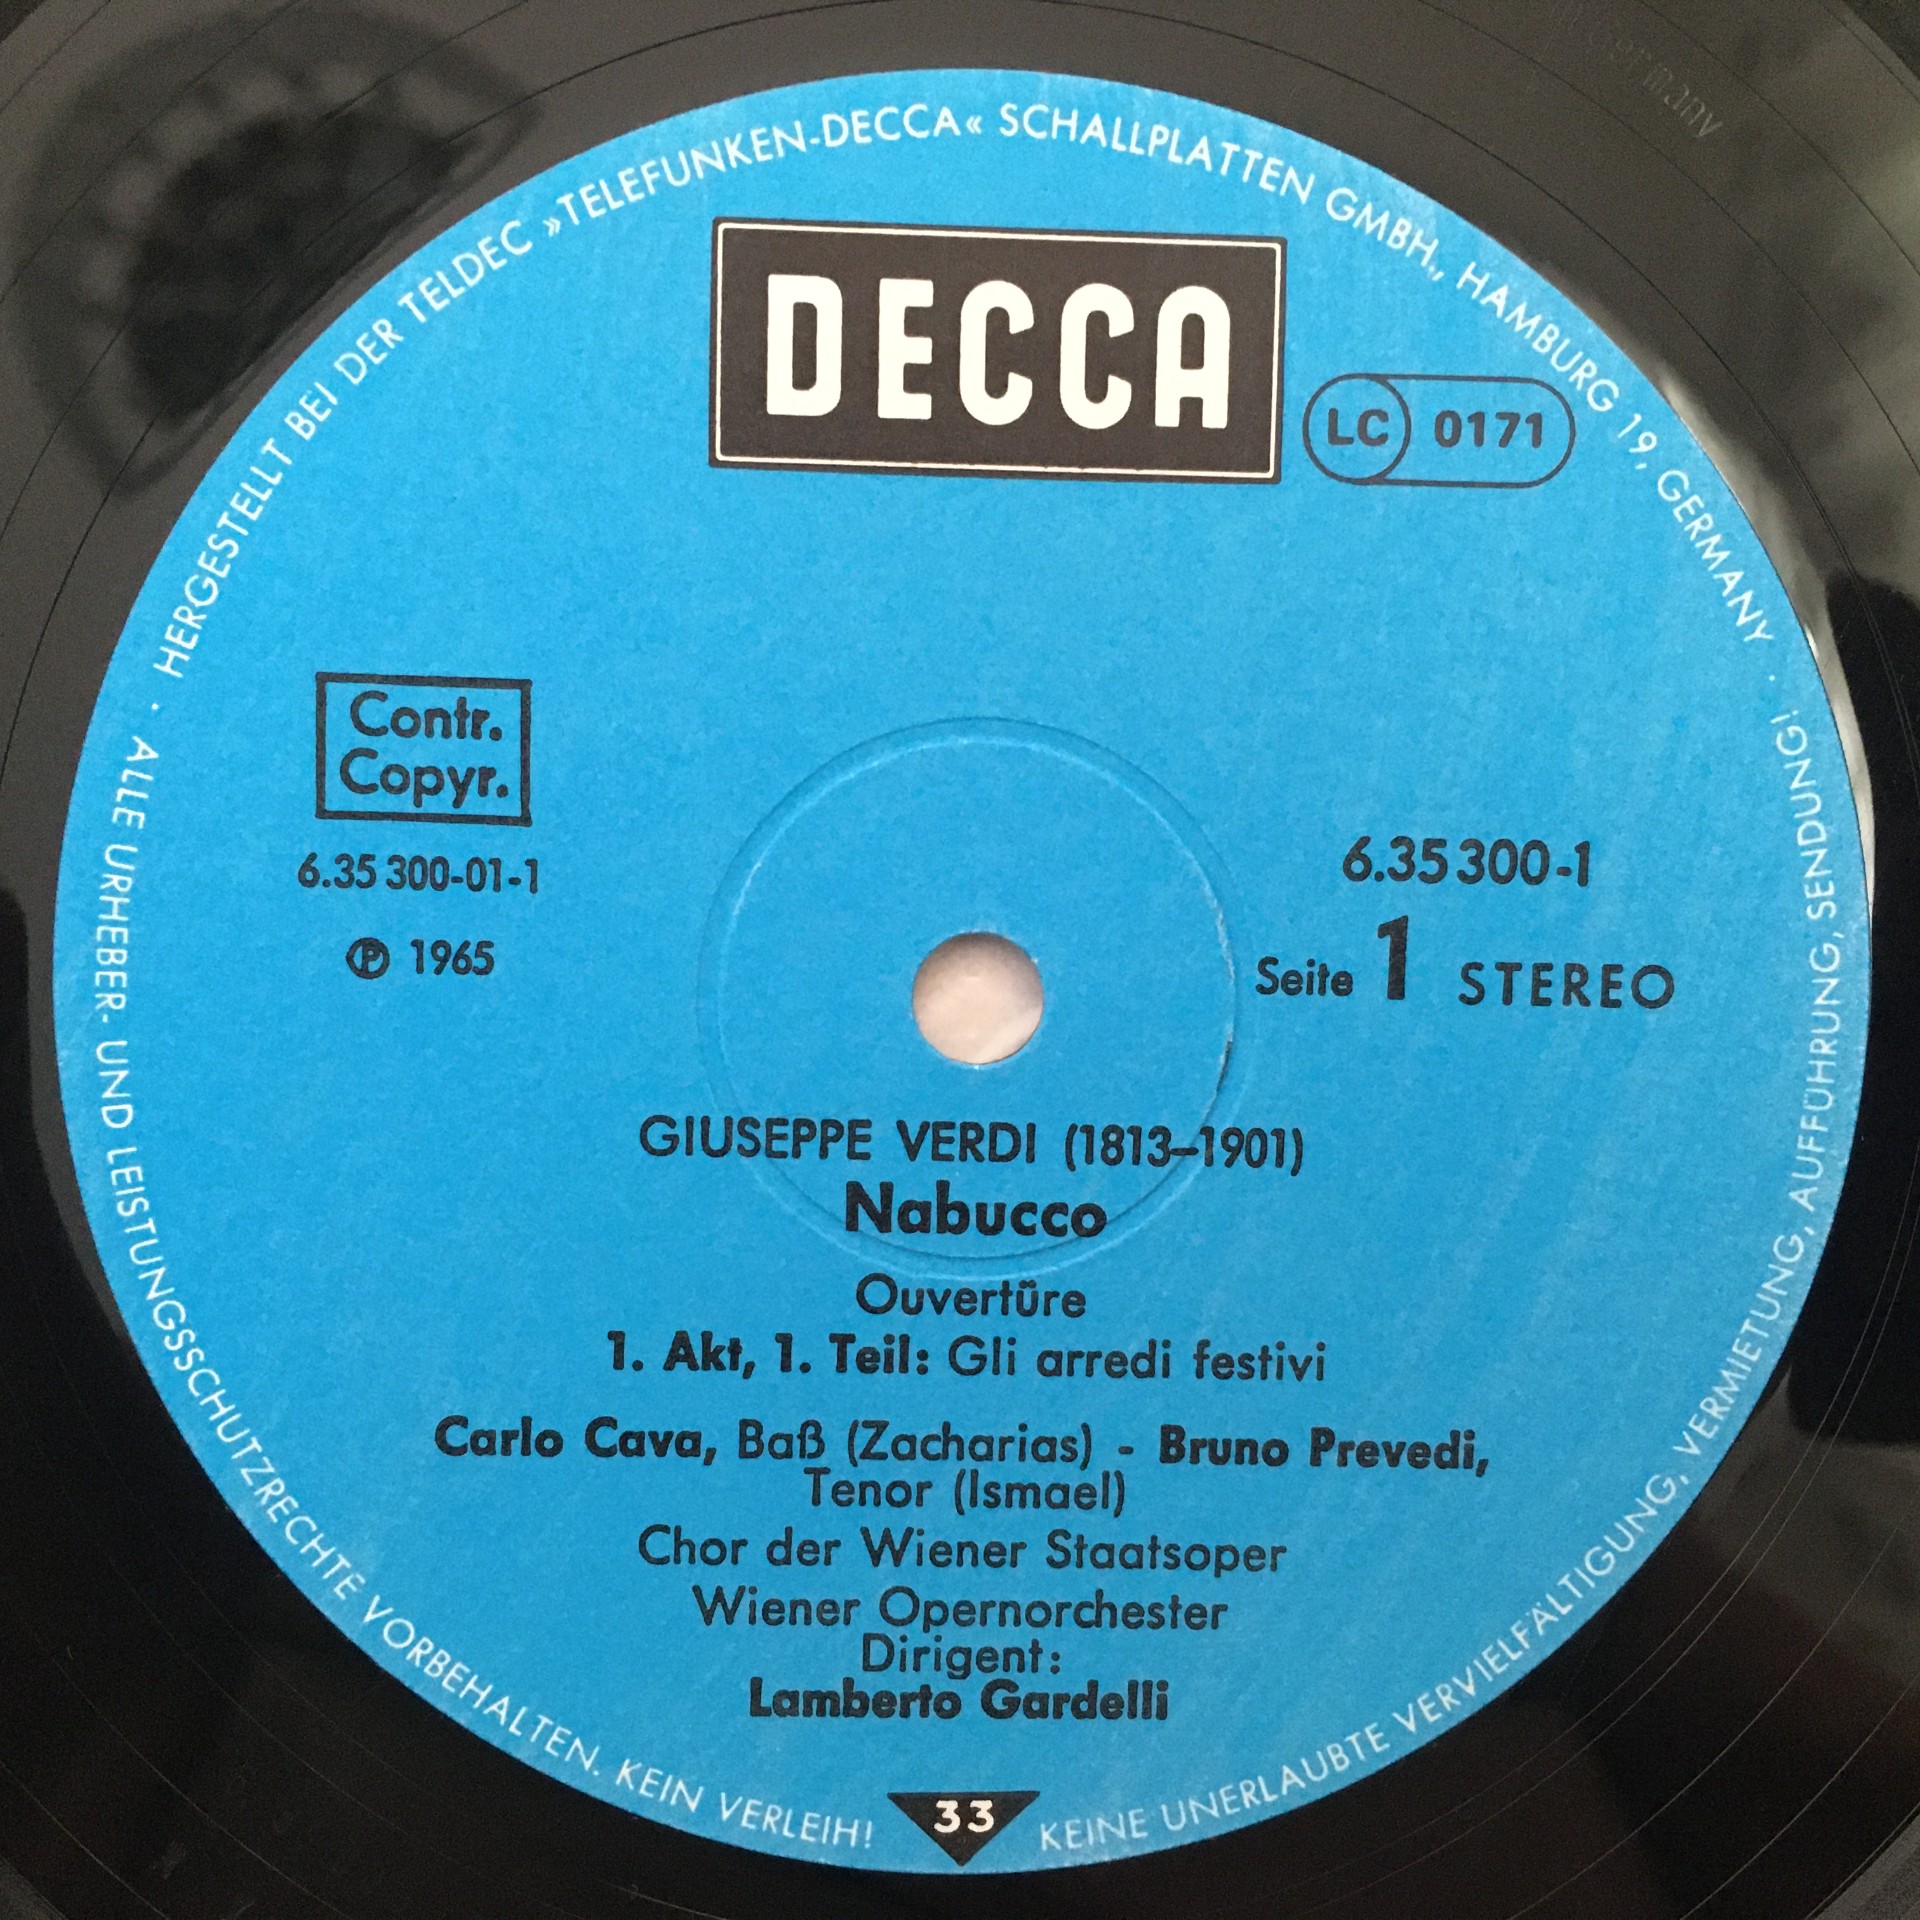 HERGESTELLT BEI DER TELDEC »TELEFUNKEN-DECCA« SCHALLPLATTEN GMBH., HAMBURG 19, GERMANY ·
DECCA
LC 0171
Contr.
Copyr.
6.35 300-01-1
Ⓟ 1965
6.35 300-1
Seite 1 STEREO
GIUSEPPE VERDI (1813–1901)
Nabucco
Ouvertüre
1. Akt, 1. Teil: Gli arredi festivi
Carlo Cava, Baß (Zacharias) - Bruno Prevedi,
Tenor (Ismael)
Chor der Wiener Staatsoper
Wiener Opernorchester
Dirigent:
Lamberto Gardelli
33
· ALLE URHEBER- UND LEISTUNGSSCHUTZRECHTE VORBEHALTEN. KEIN VERLEIH! KEINE UNERLAUBTE VERVIELFÄLTIGUNG, VERMIETUNG, AUFFÜHRUNG, SENDUNG!
Germany